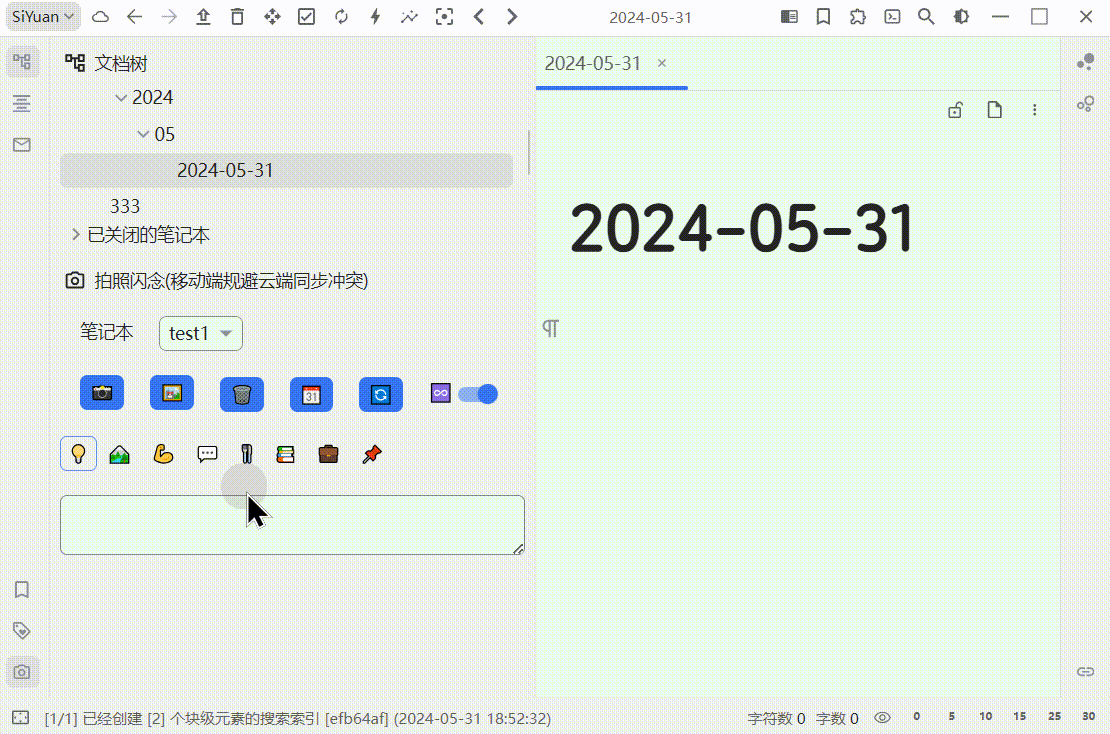 SiYuan
2024-05-31
文档树
2024
05
2024-05-31
333
已关闭的笔记本
拍照闪念(移动端规避云端同步冲突)
笔记本 test1
31
2024-05-31
2024-05-31
[1/1] 已经创建 [2] 个块级元素的搜索索引 [efb64af] (2024-05-31 18:52:32)
字符数 0 字数 0 0 5 10 15 25 30